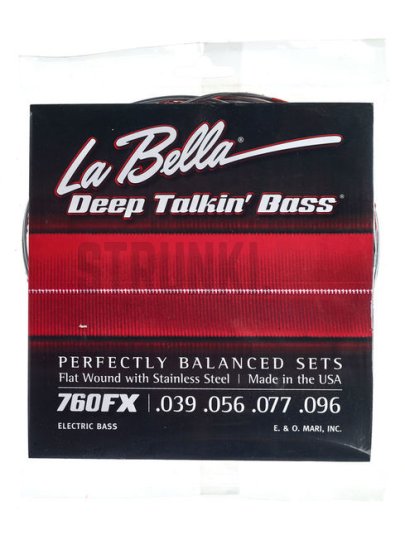 La Bella®
Deep Talkin' Bass®
STRUNKI
PERFECTLY BALANCED SETS
Flat Wound with Stainless Steel | Made in the USA
760FX | .039 .056 .077 .096
ELECTRIC BASS
E. & O. MARI, INC.